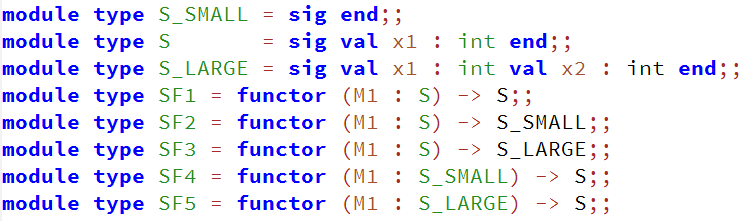 module type S_SMALL = sig end;;
module type S       = sig val x1 : int end;;
module type S_LARGE = sig val x1 : int val x2 : int end;;
module type SF1 = functor (M1 : S) -> S;;
module type SF2 = functor (M1 : S) -> S_SMALL;;
module type SF3 = functor (M1 : S) -> S_LARGE;;
module type SF4 = functor (M1 : S_SMALL) -> S;;
module type SF5 = functor (M1 : S_LARGE) -> S;;